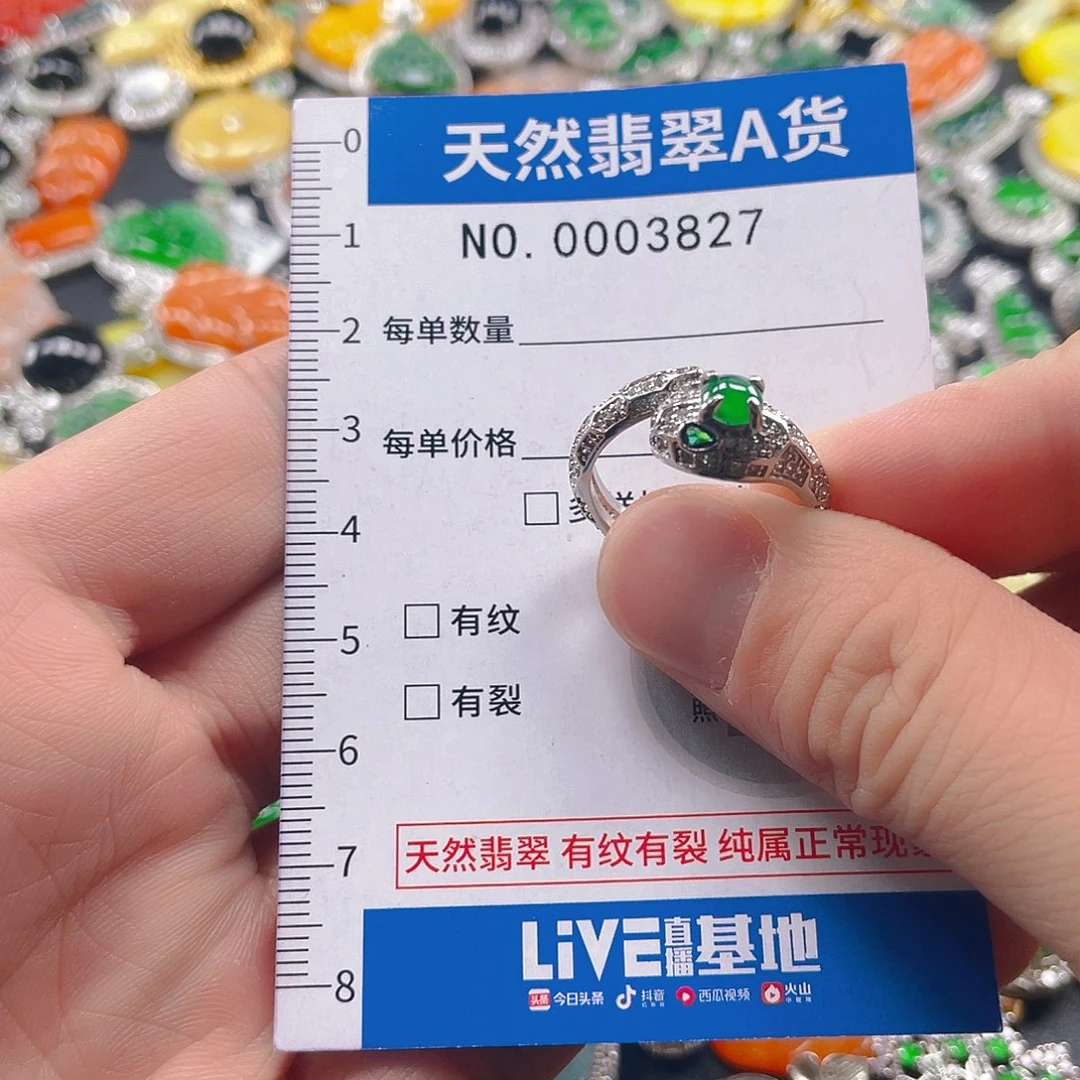 天然翡翠A货
NO. 0003827
0
1
2
3
4
5
6
7
8
每单数量
每单价格
□
□ 有纹
□ 有裂
照
天然翡翠 有纹有裂 纯属正常现
LiVE直播基地
头条 今日头条 抖音 西瓜视频 火山